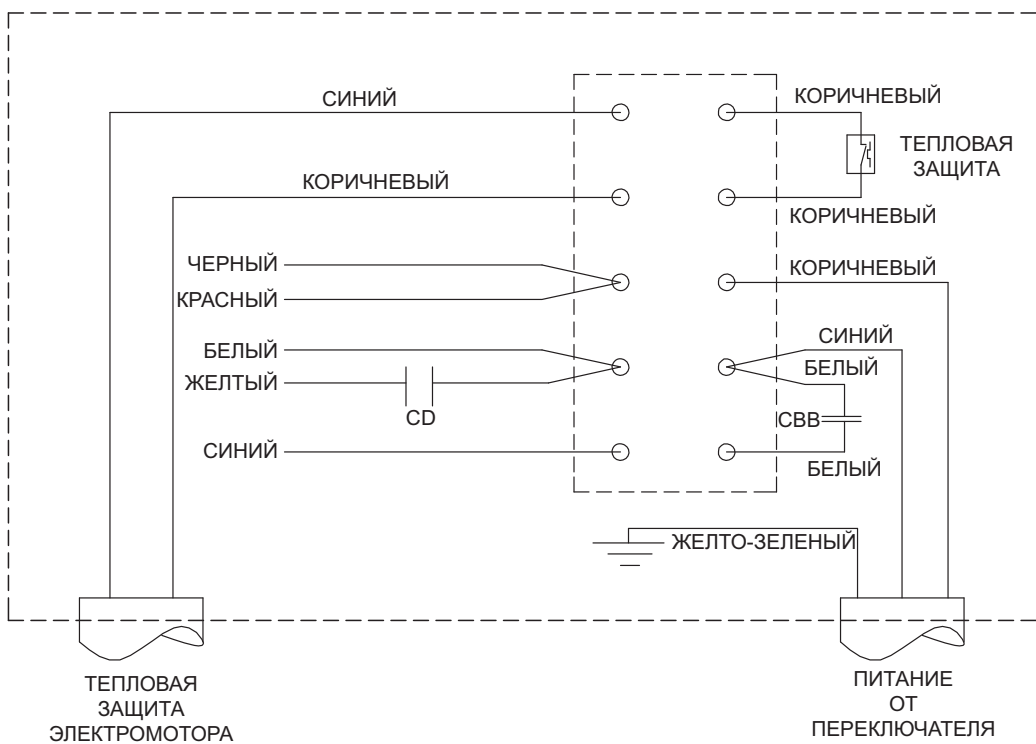 СИНИЙ
КОРИЧНЕВЫЙ
ТЕПЛОВАЯ
ЗАЩИТА
КОРИЧНЕВЫЙ
КОРИЧНЕВЫЙ
ЧЕРНЫЙ
КОРИЧНЕВЫЙ
КРАСНЫЙ
СИНИЙ
БЕЛЫЙ
БЕЛЫЙ
ЖЕЛТЫЙ
CD
CBB
СИНИЙ
БЕЛЫЙ
ЖЕЛТО-ЗЕЛЕНЫЙ
ТЕПЛОВАЯ
ЗАЩИТА
ЭЛЕКТРОМОТОРА
ПИТАНИЕ
ОТ
ПЕРЕКЛЮЧАТЕЛЯ